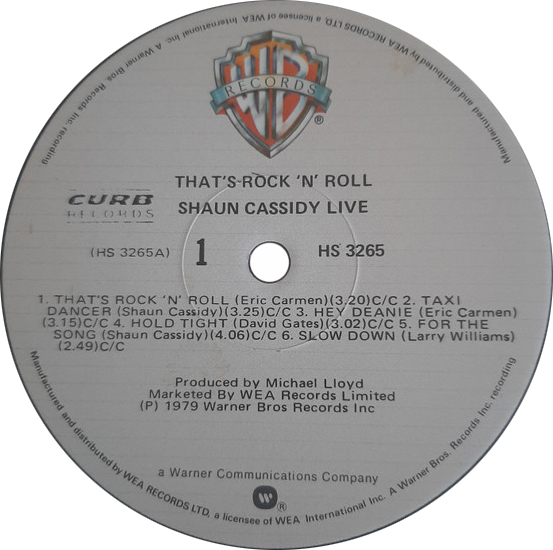 Manufactured and distributed by WEA RECORDS LTD, a licensee of WEA International Inc. A Warner Bros. Records Inc. recording
WB
RECORDS
®
THAT'S ROCK 'N' ROLL
CURB
RECORDS
SHAUN CASSIDY LIVE
(HS 3265A)
1
HS 3265
1. THAT'S ROCK 'N' ROLL (Eric Carmen)(3.20)C/C 2. TAXI
DANCER (Shaun Cassidy)(3.25)C/C 3. HEY DEANIE (Eric Carmen)
(3.15)C/C 4. HOLD TIGHT (David Gates)(3.02)C/C 5. FOR THE
SONG (Shaun Cassidy)(4.06)C/C 6. SLOW DOWN (Larry Williams)
(2.49)C/C
Produced by Michael Lloyd
Marketed By WEA Records Limited
(P) 1979 Warner Bros Records Inc
a Warner Communications Company
®
Manufactured and distributed by WEA RECORDS LTD, a licensee of WEA International Inc. A Warner Bros. Records Inc. recording